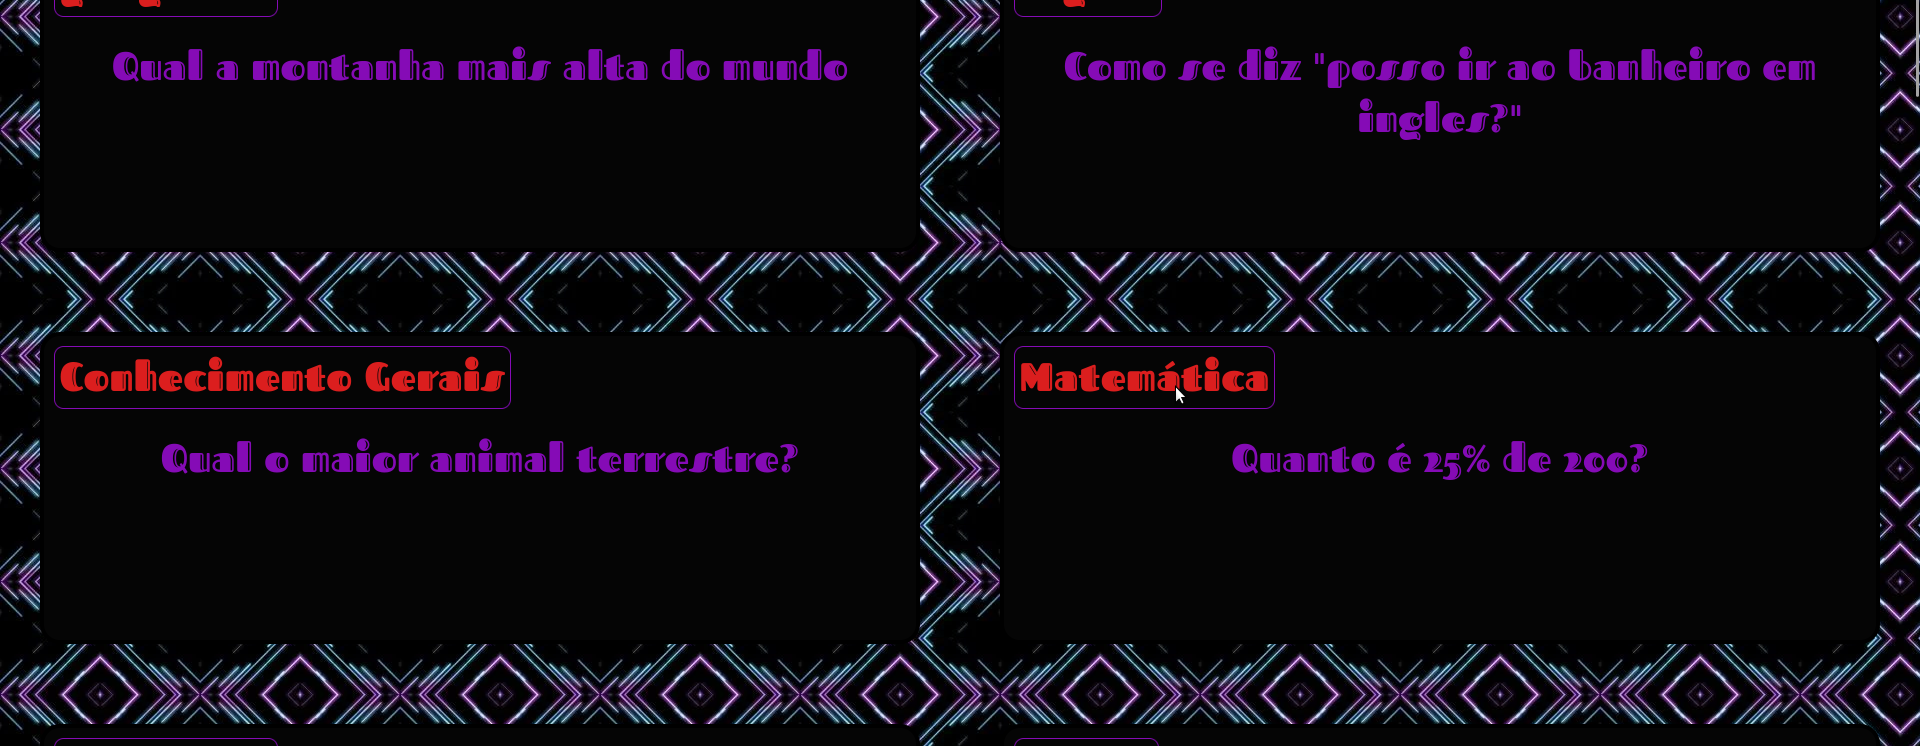 Qual a montanha mais alta do mundo
Como se diz "posso ir ao banheiro em
ingles?"
Conhecimento Gerais
Qual o maior animal terrestre?
Matemática
Quanto é 25% de 200?